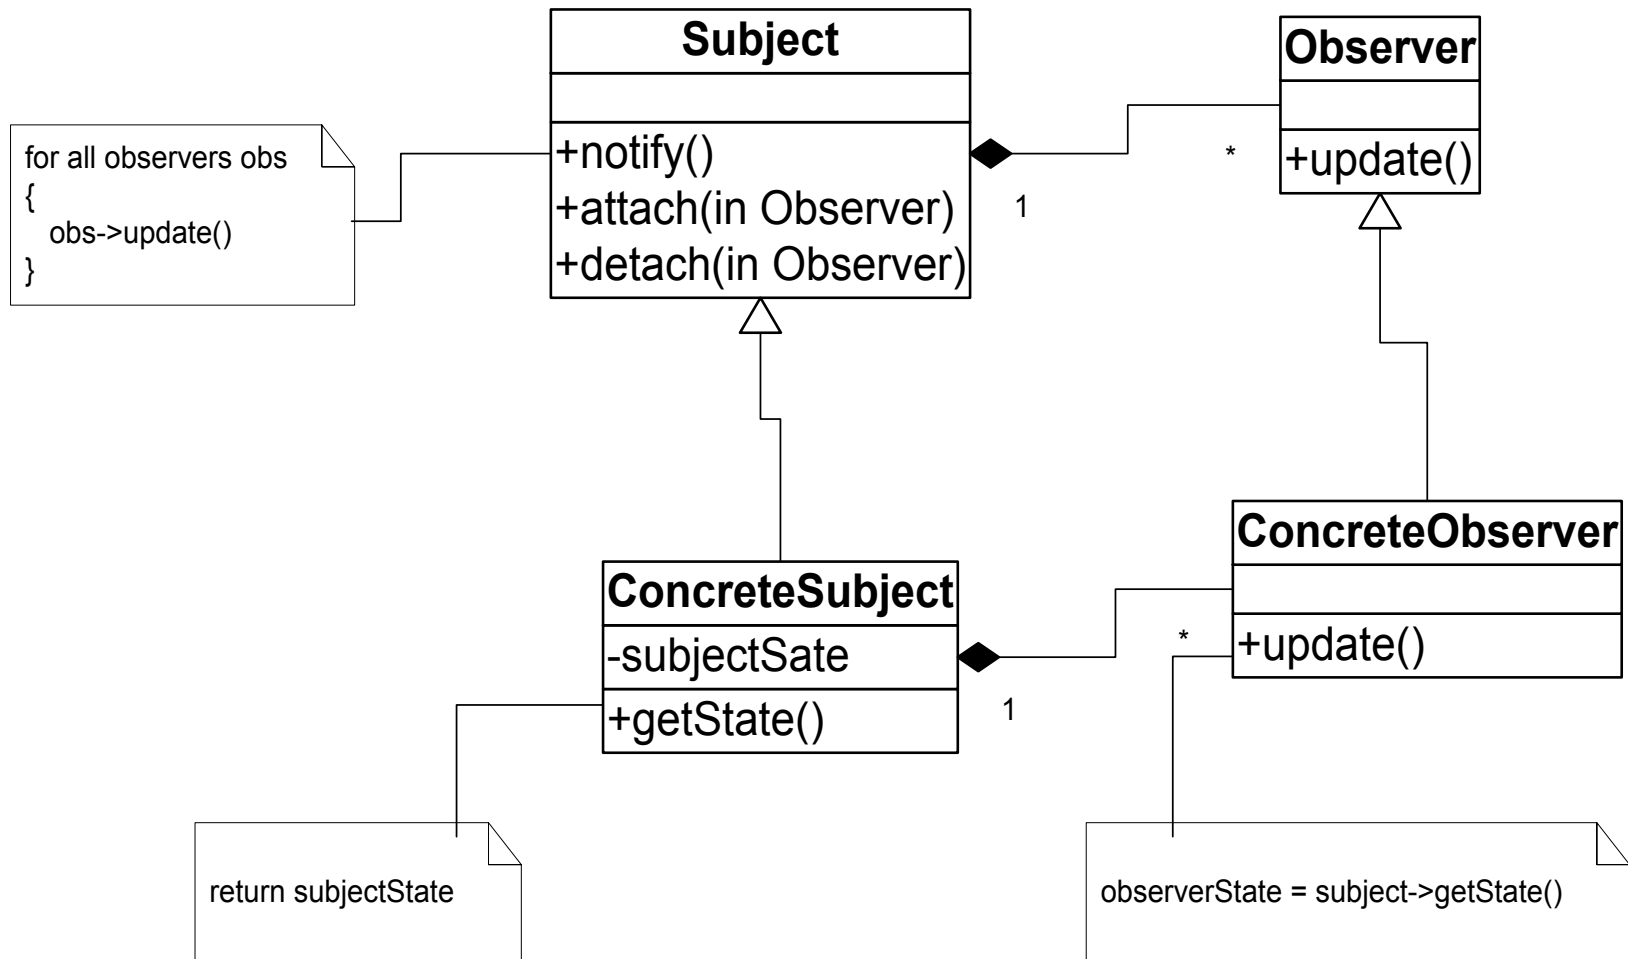 Subject
+notify()
+attach(in Observer)
+detach(in Observer)
Observer
+update()
for all observers obs
{
obs->update()
}
1
*
ConcreteSubject
-subjectSate
+getState()
ConcreteObserver
+update()
1
*
return subjectState
observerState = subject->getState()